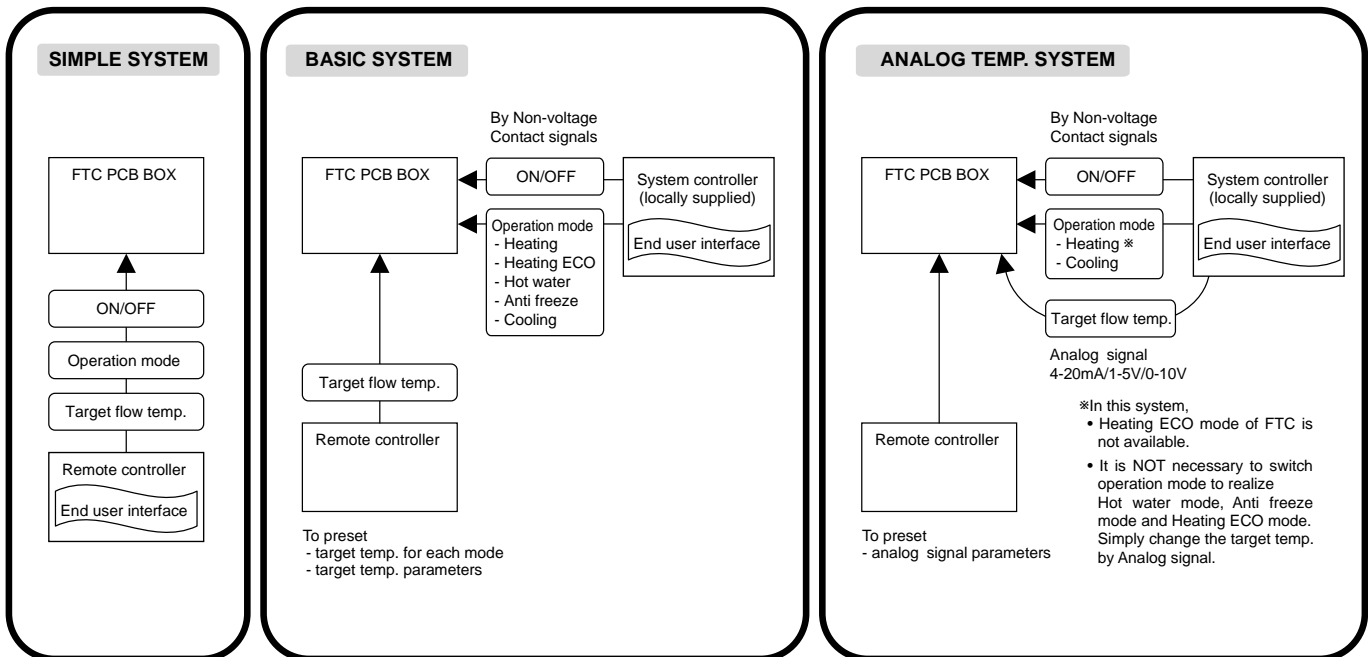 SIMPLE SYSTEM
FTC PCB BOX
ON/OFF
Operation mode
Target flow temp.
Remote controller
End user interface
BASIC SYSTEM
By Non-voltage
Contact signals
FTC PCB BOX
ON/OFF
System controller
(locally supplied)
End user interface
Operation mode
- Heating
- Heating ECO
- Hot water
- Anti freeze
- Cooling
Target flow temp.
Remote controller
To preset
- target temp. for each mode
- target temp. parameters
ANALOG TEMP. SYSTEM
By Non-voltage
Contact signals
FTC PCB BOX
ON/OFF
System controller
(locally supplied)
End user interface
Operation mode
- Heating ※
- Cooling
Target flow temp.
Analog signal
4-20mA/1-5V/0-10V
Remote controller
To preset
- analog signal parameters
※In this system,
• Heating ECO mode of FTC is
not available.
• It is NOT necessary to switch
operation mode to realize
Hot water mode, Anti freeze
mode and Heating ECO mode.
Simply change the target temp.
by Analog signal.